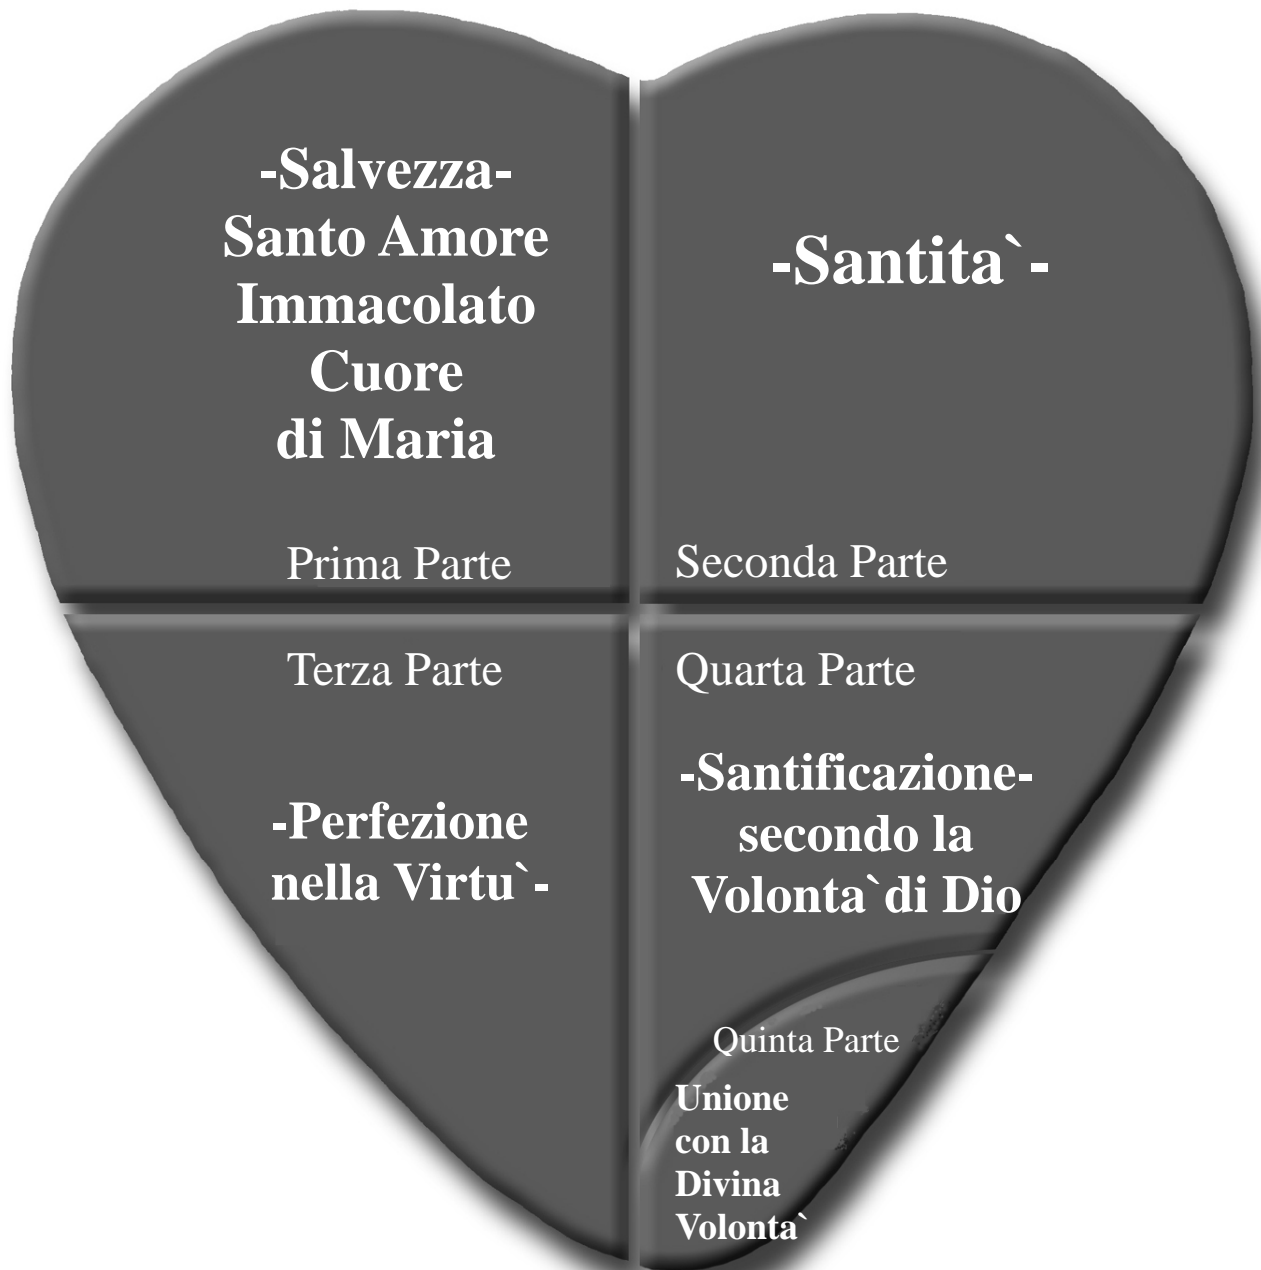 -Salvezza-
Santo Amore
Immacolato
Cuore
di Maria
Prima Parte
-Santita`-
Seconda Parte
Terza Parte
-Perfezione
nella Virtu`-
Quarta Parte
-Santificazione-
secondo la
Volonta`di Dio
Quinta Parte
Unione
con la
Divina
Volonta`